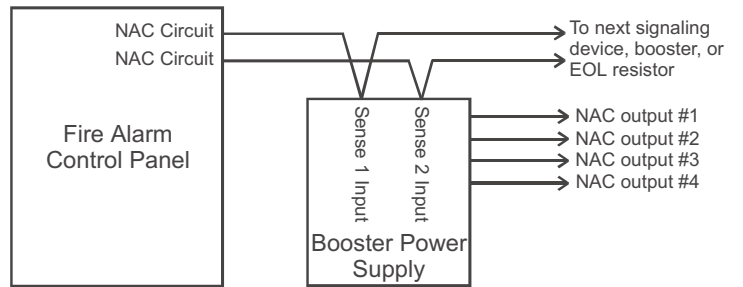 NAC Circuit
NAC Circuit
Fire Alarm
Control Panel
Sense 1 Input
Sense 2 Input
Booster Power
Supply
To next signaling
device, booster, or
EOL resistor
NAC output #1
NAC output #2
NAC output #3
NAC output #4